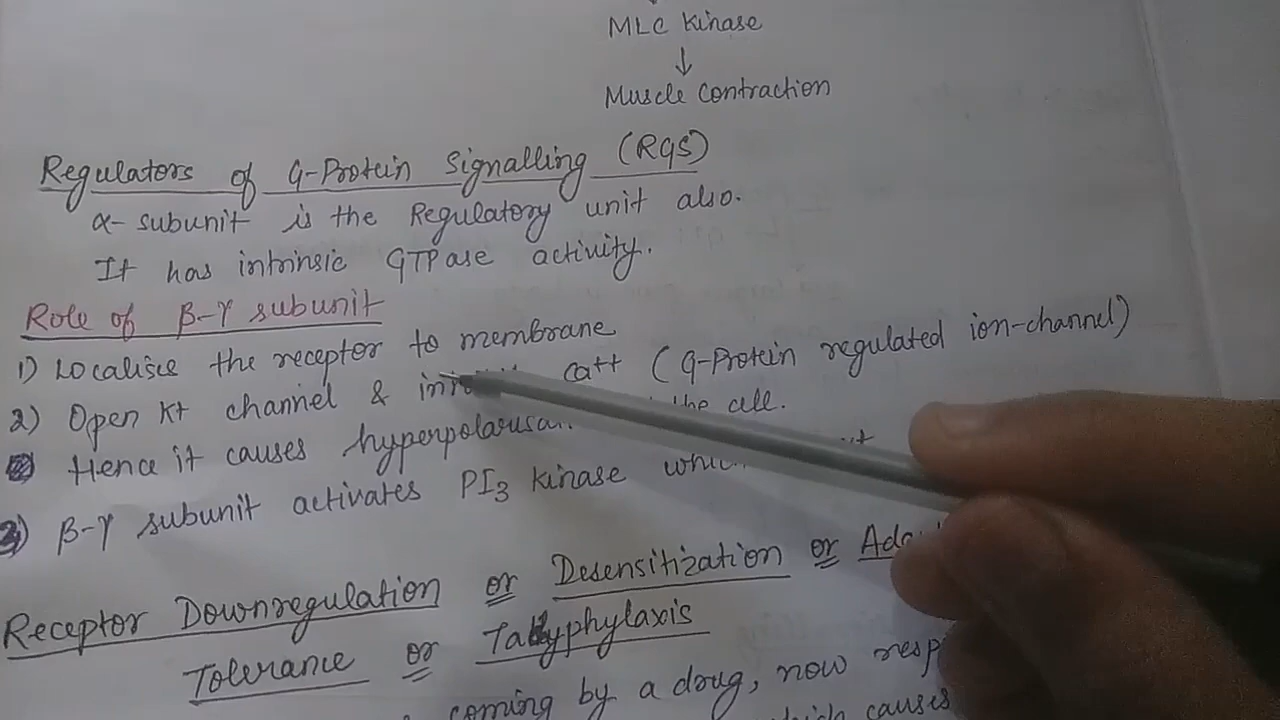 MLC Kinase
↓
Muscle Contraction
Regulators of G-Protein Signalling (RGS)
α-subunit is the Regulatory unit also.
It has intrinsic GTPase activity.
Role of β-γ subunit
1) Localise the receptor to membrane
2) Open K+ channel & Ca++ (G-Protein regulated ion-channel)
Hence it causes the cell.
3) β-γ subunit activates PI3 kinase
Receptor Downregulation or Desensitization or
Tolerance or Tachyphylaxis
coming by a drug, now
which causes